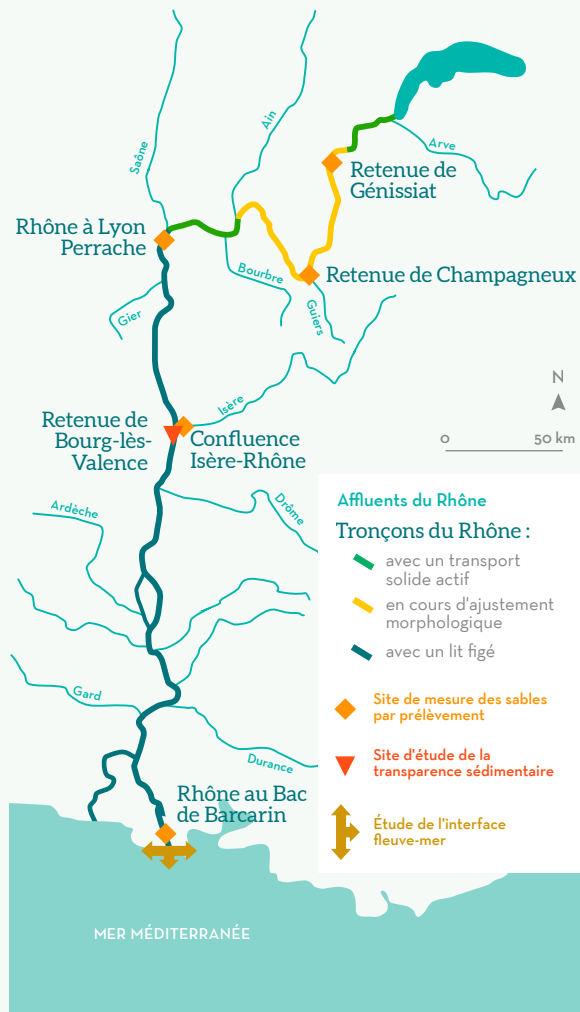 Saône
Ain
Arve
Retenue de
Génissiat
Rhône à Lyon
Perrache
Bourbre
Retenue de Champagneux
Guiers
Gier
N
Isère
Retenue de
Bourg-lès-
Valence
Confluence
Isère-Rhône
0 50 km
Ardèche
Drôme
Affluents du Rhône
Tronçons du Rhône :
avec un transport
solide actif
en cours d'ajustement
morphologique
avec un lit figé
Site de mesure des sables
par prélèvement
Site d'étude de la
transparence sédimentaire
Étude de l'interface
fleuve-mer
Gard
Durance
Rhône au Bac
de Barcarin
MER MÉDITERRANÉE